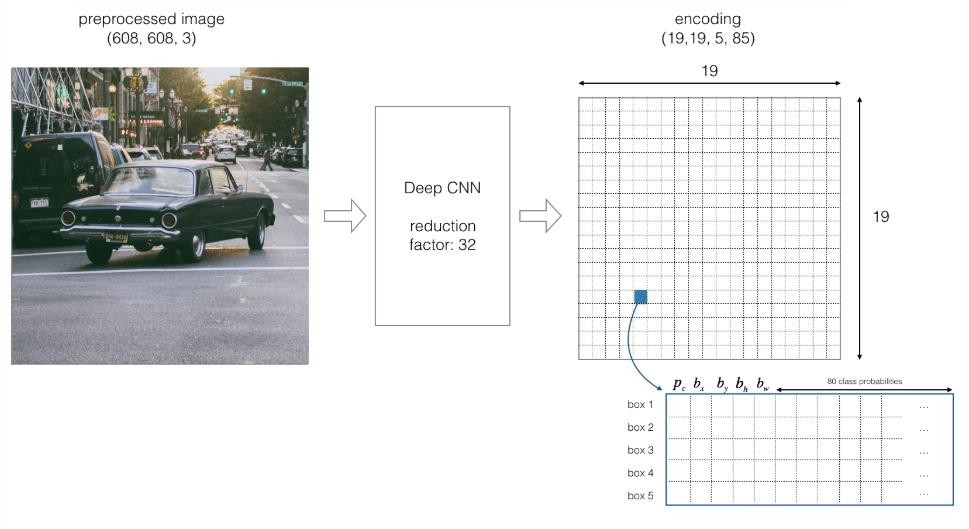 preprocessed image
(608, 608, 3)
encoding
(19,19, 5, 85)
19
Deep CNN
reduction
factor: 32
19
p_c b_x b_y b_h b_w
80 class probabilities
box 1 ...
box 2 ...
box 3 ...
box 4 ...
box 5 ...